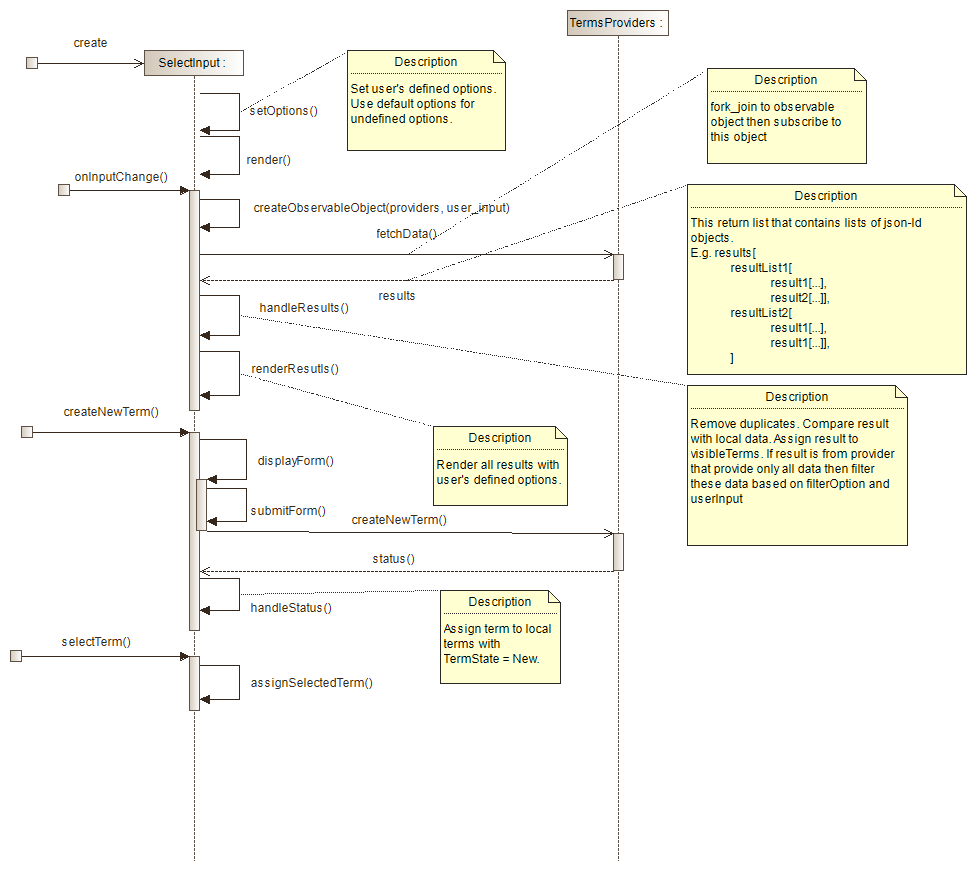 TermsProviders :
create
SelectInput :
Description
Set user's defined options.
Use default options for
undefined options.
setOptions()
Description
fork_join to observable
object then subscribe to
this object
render()
onInputChange()
createObservableObject(providers, user_input)
fetchData()
Description
This return list that contains lists of json-ld
objects.
E.g. results[
resultList1[
result1[...],
result2[...]],
resultList2[
result1[...],
result1[...]],
]
results
handleResults()
renderResutls()
Description
Remove duplicates. Compare result
with local data. Assign result to
visibleTerms. If result is from provider
that provide only all data then filter
these data based on filterOption and
userInput
createNewTerm()
Description
Render all results with
user's defined options.
displayForm()
submitForm()
createNewTerm()
status()
handleStatus()
Description
Assign term to local
terms with
TermState = New.
selectTerm()
assignSelectedTerm()